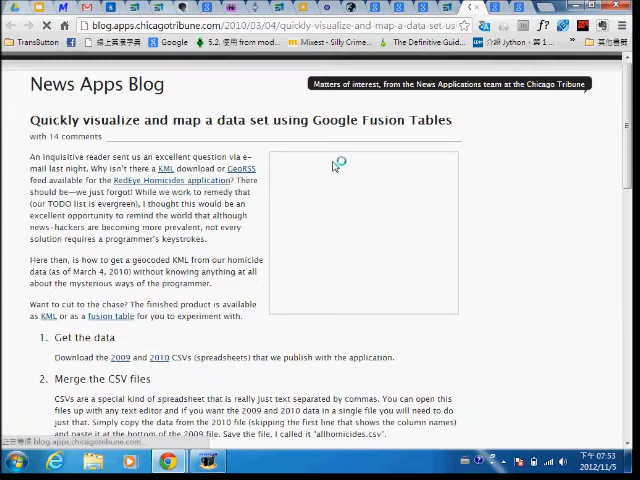 blog.apps.chicagotribune.com/2010/03/04/quickly-visualize-and-map-a-data-set-us
TransButton
線上英漢字典
Google
5.2. 使用 from mod...
Mixest - Silly Crime...
The Definitive Guid...
介紹 Jython，第 1 ...
其他書籤
News Apps Blog
Matters of interest, from the News Applications team at the Chicago Tribune
Quickly visualize and map a data set using Google Fusion Tables
with 14 comments
An inquisitive reader sent us an excellent question via e-
mail last night. Why isn't there a KML download or GeoRSS
feed available for the RedEye Homicides application? There
should be—we just forgot! While we work to remedy that
(our TODO list is evergreen), I thought this would be an
excellent opportunity to remind the world that although
news-hackers are becoming more prevalent, not every
solution requires a programmer's keystrokes.
Here then, is how to get a geocoded KML from our homicide
data (as of March 4, 2010) without knowing anything at all
about the mysterious ways of the programmer.
Want to cut to the chase? The finished product is available
as KML or as a fusion table for you to experiment with.
1. Get the data
Download the 2009 and 2010 CSVs (spreadsheets) that we publish with the application.
2. Merge the CSV files
CSVs are a special kind of spreadsheet that is really just text separated by commas. You can open this
files up with any text editor and if you want the 2009 and 2010 data in a single file you will need to do
just that. Simply copy the data from the 2010 file (skipping the first line that shows the column names)
and paste it at the bottom of the 2009 file. Save the file. I called it "allhomicides.csv".
正在等候 blog.apps.chicagotribune.com...
下午 07:53
2012/11/5